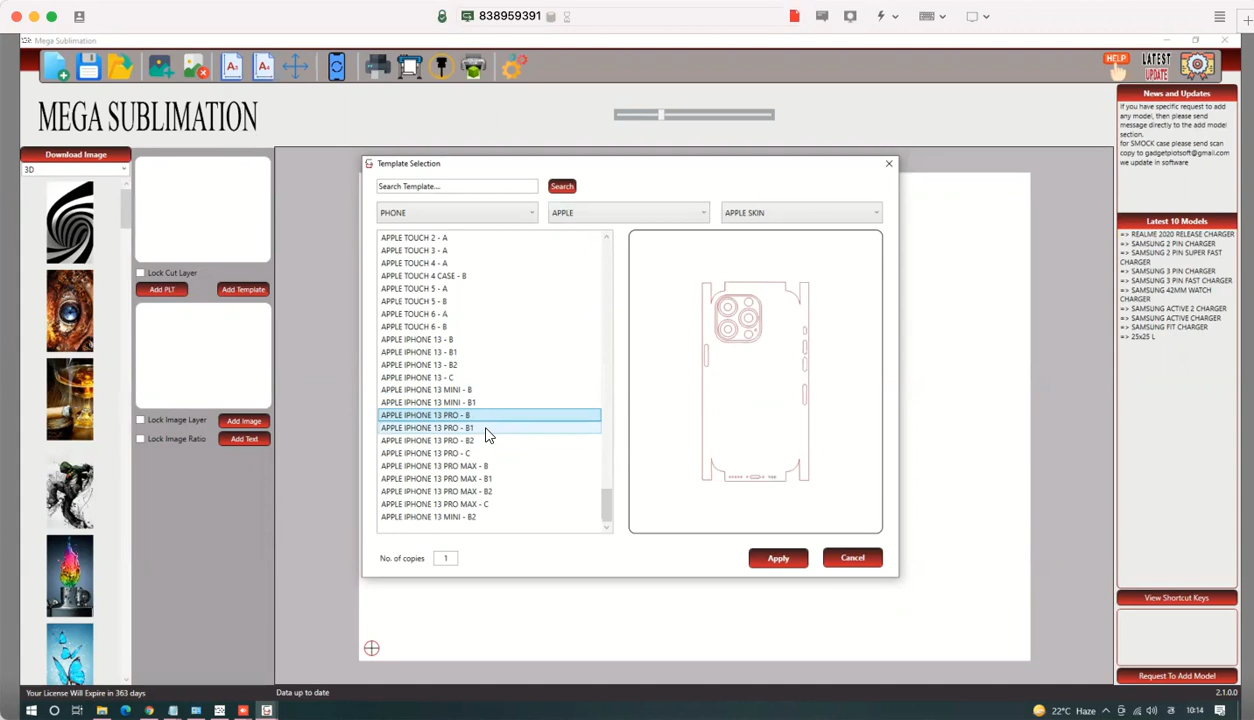 838959391
Mega Sublimation
A3
A4
HELP
LATEST
UPDATE
MEGA SUBLIMATION
Download Image
3D
Lock Cut Layer
Add PLT
Add Template
Lock Image Layer
Add Image
Lock Image Ratio
Add Text
Template Selection
Search Template....
Search
PHONE
APPLE
APPLE SKIN
APPLE TOUCH 2 - A
APPLE TOUCH 3 - A
APPLE TOUCH 4 - A
APPLE TOUCH 4 CASE - B
APPLE TOUCH 5 - A
APPLE TOUCH 5 - B
APPLE TOUCH 6 - A
APPLE TOUCH 6 - B
APPLE IPHONE 13 - B
APPLE IPHONE 13 - B1
APPLE IPHONE 13 - B2
APPLE IPHONE 13 - C
APPLE IPHONE 13 MINI - B
APPLE IPHONE 13 MINI - B1
APPLE IPHONE 13 PRO - B
APPLE IPHONE 13 PRO - B1
APPLE IPHONE 13 PRO - B2
APPLE IPHONE 13 PRO - C
APPLE IPHONE 13 PRO MAX - B
APPLE IPHONE 13 PRO MAX - B1
APPLE IPHONE 13 PRO MAX - B2
APPLE IPHONE 13 PRO MAX - C
APPLE IPHONE 13 MINI - B2
No. of copies 1
Apply
Cancel
News and Updates
If you have specific request to add
any model, then please send
message directly to the add model
section.
for SMOCK case please send scan
copy to gadgetplotsoft@gmail.com
we update in software
Latest 10 Models
=> REALME 2020 RELEASE CHARGER
=> SAMSUNG 2 PIN CHARGER
=> SAMSUNG 2 PIN SUPER FAST
CHARGER
=> SAMSUNG 3 PIN CHARGER
=> SAMSUNG 3 PIN FAST CHARGER
=> SAMSUNG 42MM WATCH
CHARGER
=> SAMSUNG ACTIVE 2 CHARGER
=> SAMSUNG ACTIVE CHARGER
=> SAMSUNG FIT CHARGER
=> 25x25 L
View Shortcut Keys
Request To Add Model
Your License Will Expire in 363 days
Data up to date
2.1.0.0
22°C Haze
10:14